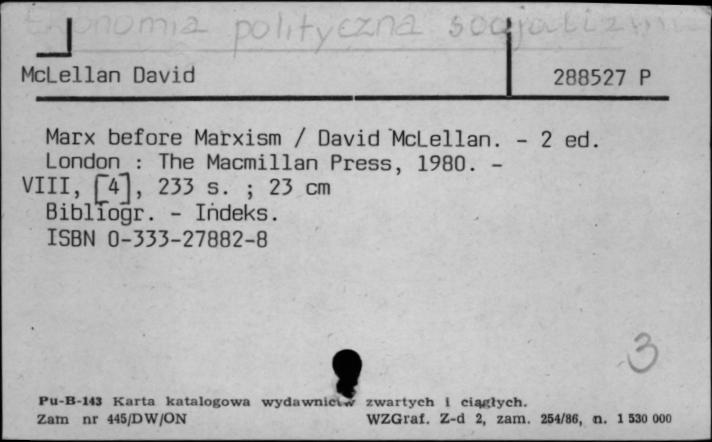 Ekonomia polityczna socjalizmu
McLellan David 288527 P
Marx before Marxism / David McLellan. - 2 ed.
London : The Macmillan Press, 1980. -
VIII, [4], 233 s. ; 23 cm
Bibliogr. - Indeks.
ISBN 0-333-27882-8
3
Pu-B-143 Karta katalogowa wydawnictw zwartych i ciągłych.
Zam nr 445/DW/ON WZGraf. Z-d 2, zam. 254/86, n. 1 530 000